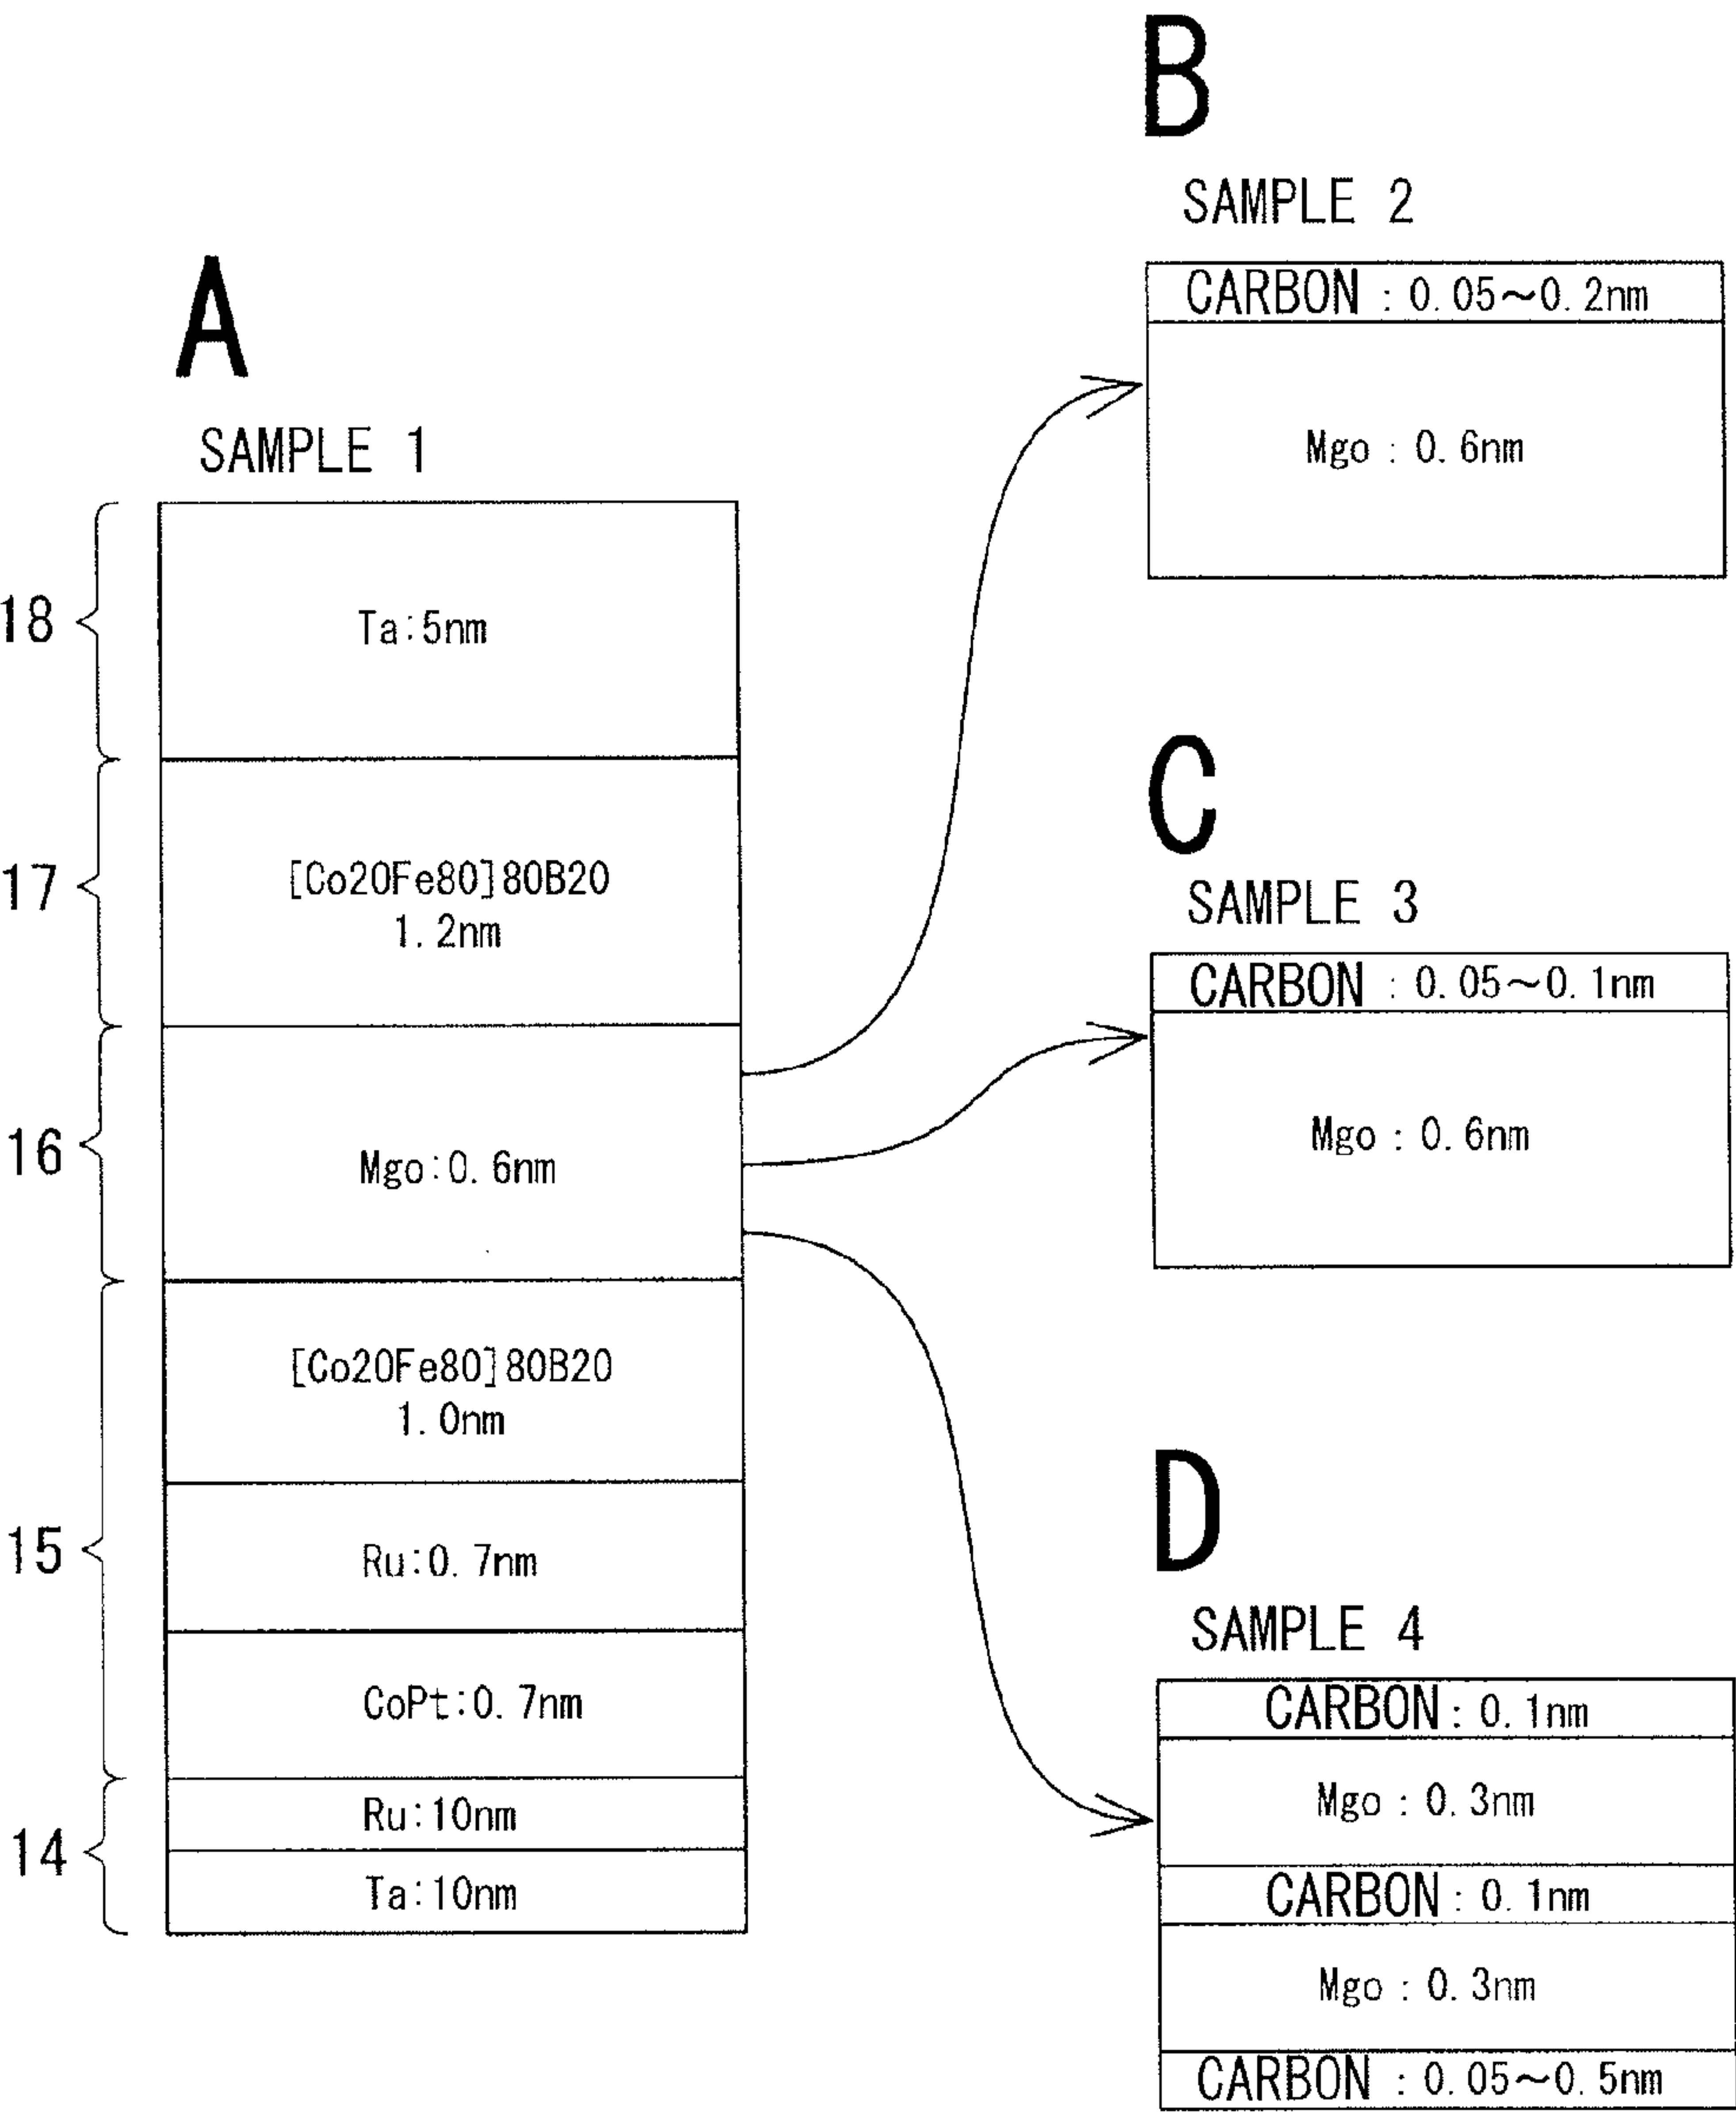 A
SAMPLE 1
18
Ta:5nm
17
[Co20Fe80]80B20
1.2nm
16
Mgo:0.6nm
15
[Co20Fe80]80B20
1.0nm
Ru:0.7nm
CoPt:0.7nm
14
Ru:10nm
Ta:10nm
B
SAMPLE 2
CARBON : 0.05~0.2nm
Mgo : 0.6nm
C
SAMPLE 3
CARBON : 0.05~0.1nm
Mgo : 0.6nm
D
SAMPLE 4
CARBON : 0.1nm
Mgo : 0.3nm
CARBON : 0.1nm
Mgo : 0.3nm
CARBON : 0.05~0.5nm